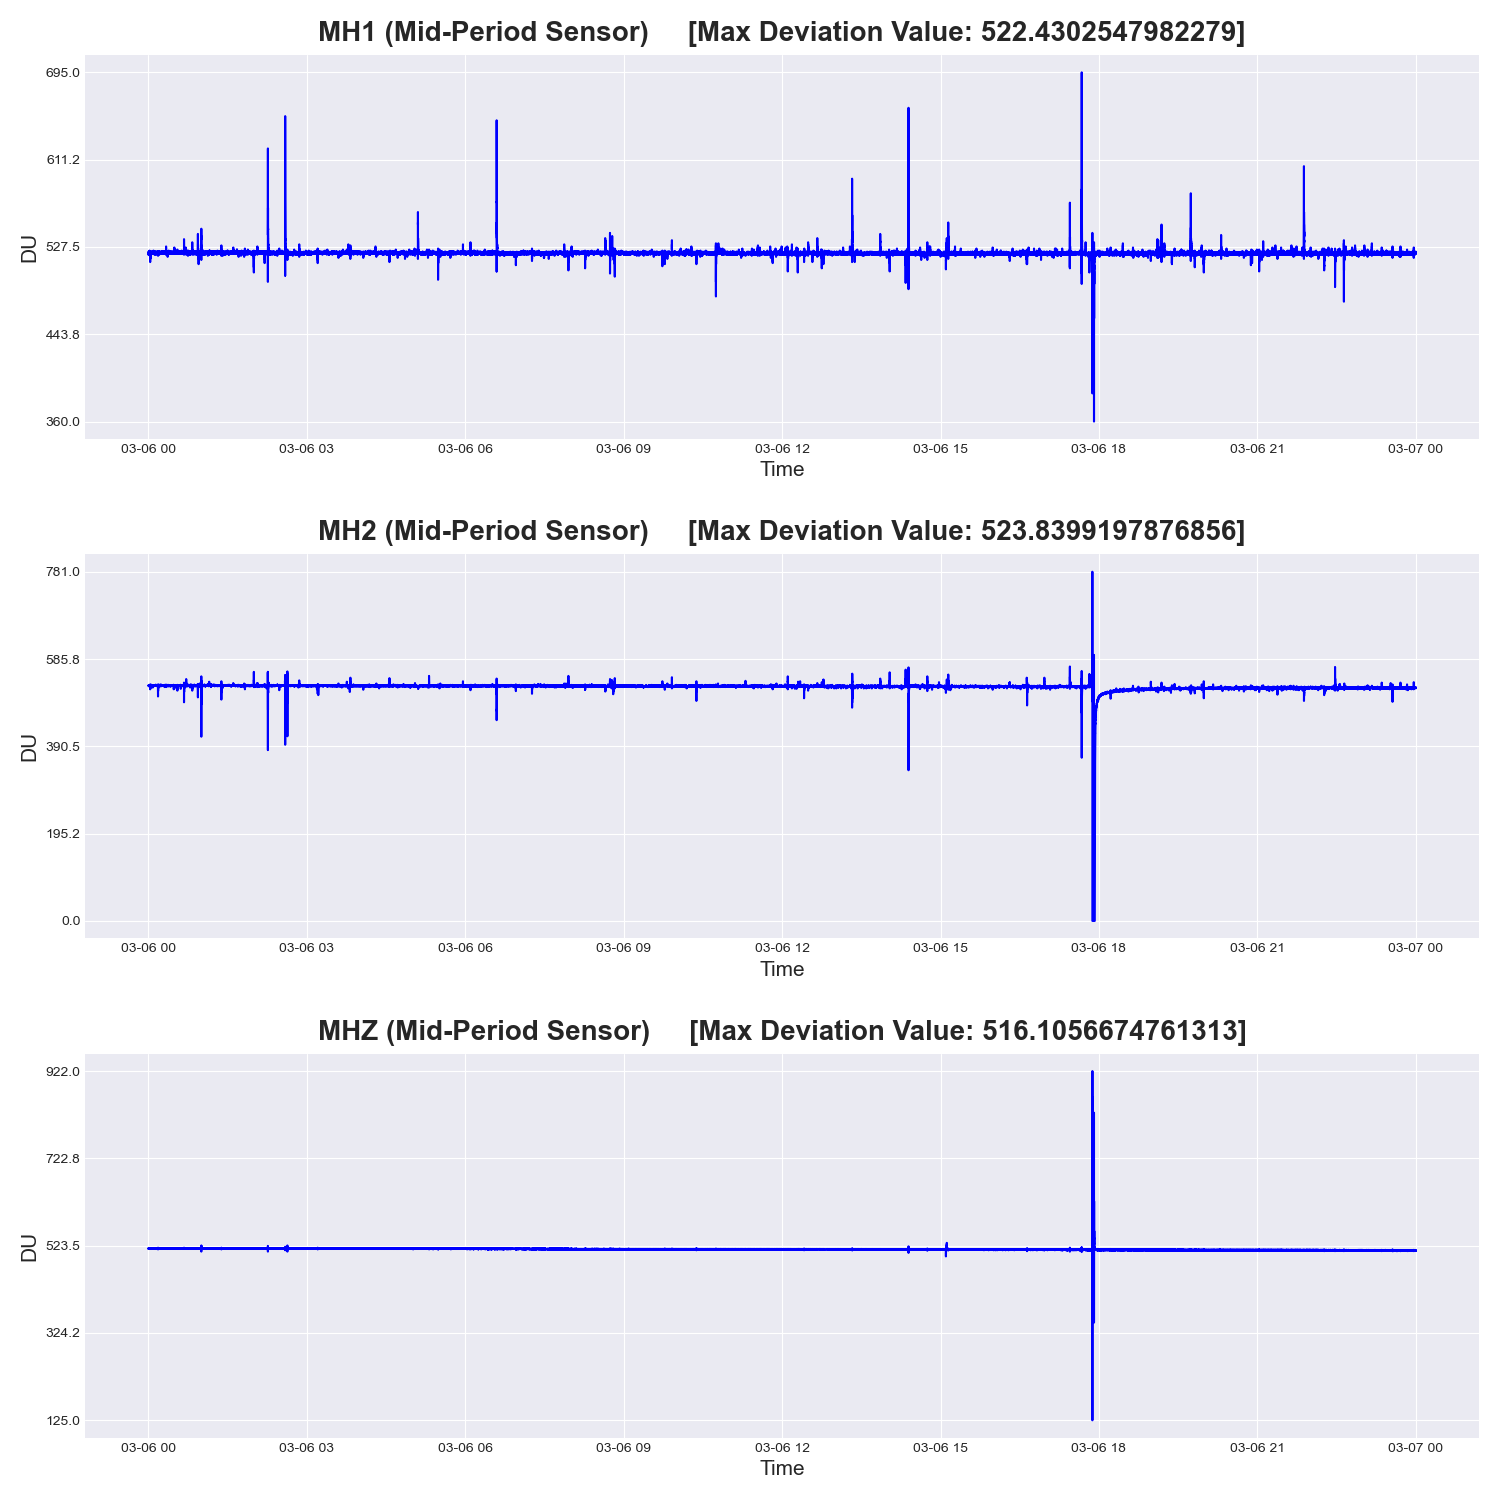 MH1 (Mid-Period Sensor) [Max Deviation Value: 522.4302547982279]
695.0
611.2
527.5
443.8
360.0
DU
03-06 00 03-06 03 03-06 06 03-06 09 03-06 12 03-06 15 03-06 18 03-06 21 03-07 00
Time
MH2 (Mid-Period Sensor) [Max Deviation Value: 523.8399197876856]
781.0
585.8
390.5
195.2
0.0
DU
03-06 00 03-06 03 03-06 06 03-06 09 03-06 12 03-06 15 03-06 18 03-06 21 03-07 00
Time
MHZ (Mid-Period Sensor) [Max Deviation Value: 516.1056674761313]
922.0
722.8
523.5
324.2
125.0
DU
03-06 00 03-06 03 03-06 06 03-06 09 03-06 12 03-06 15 03-06 18 03-06 21 03-07 00
Time